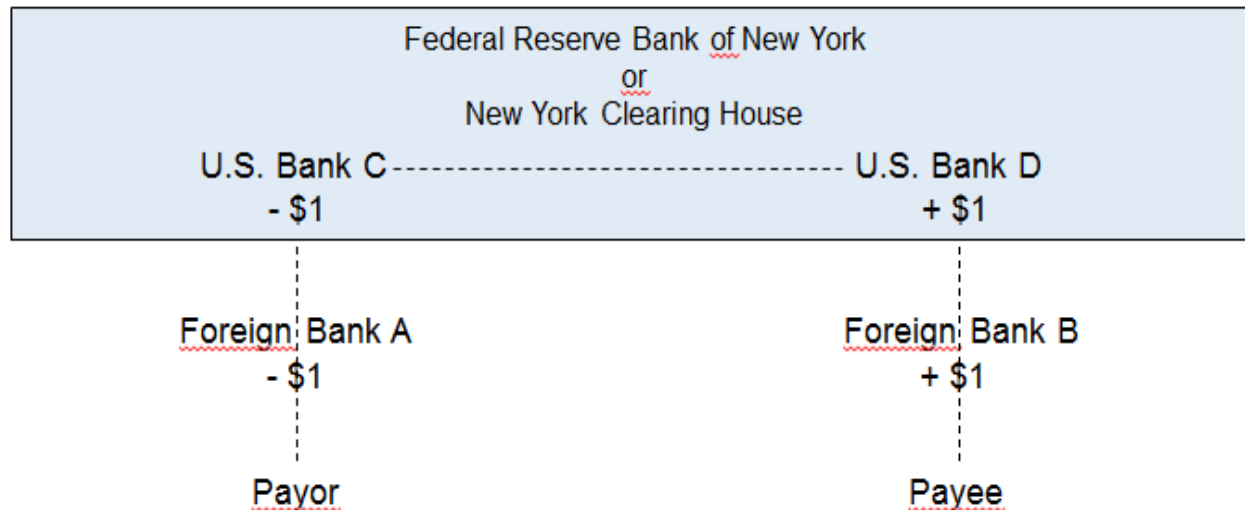 Federal Reserve Bank of New York
or
New York Clearing House
U.S. Bank C---------------------------------- U.S. Bank D
- $1 + $1
Foreign Bank A Foreign Bank B
- $1 + $1
Payor Payee